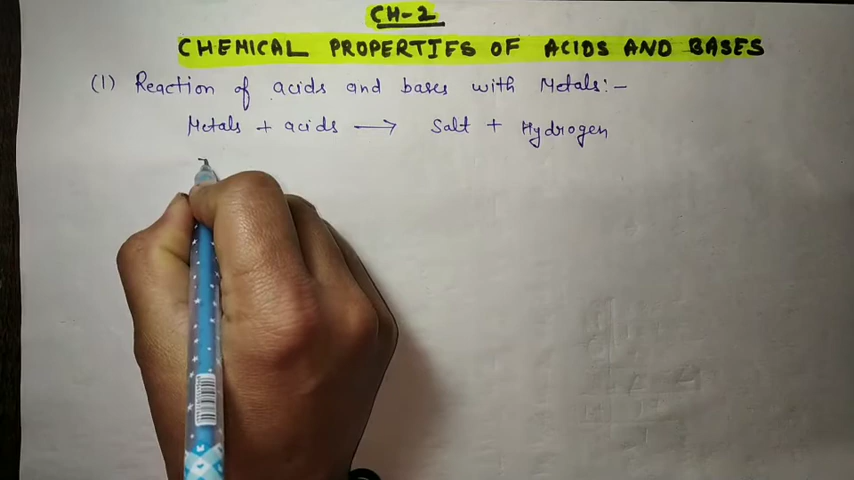 CH-2
CHEMICAL PROPERTIES OF ACIDS AND BASES
(1) Reaction of acids and bases with Metals:-
Metals + acids → Salt + Hydrogen